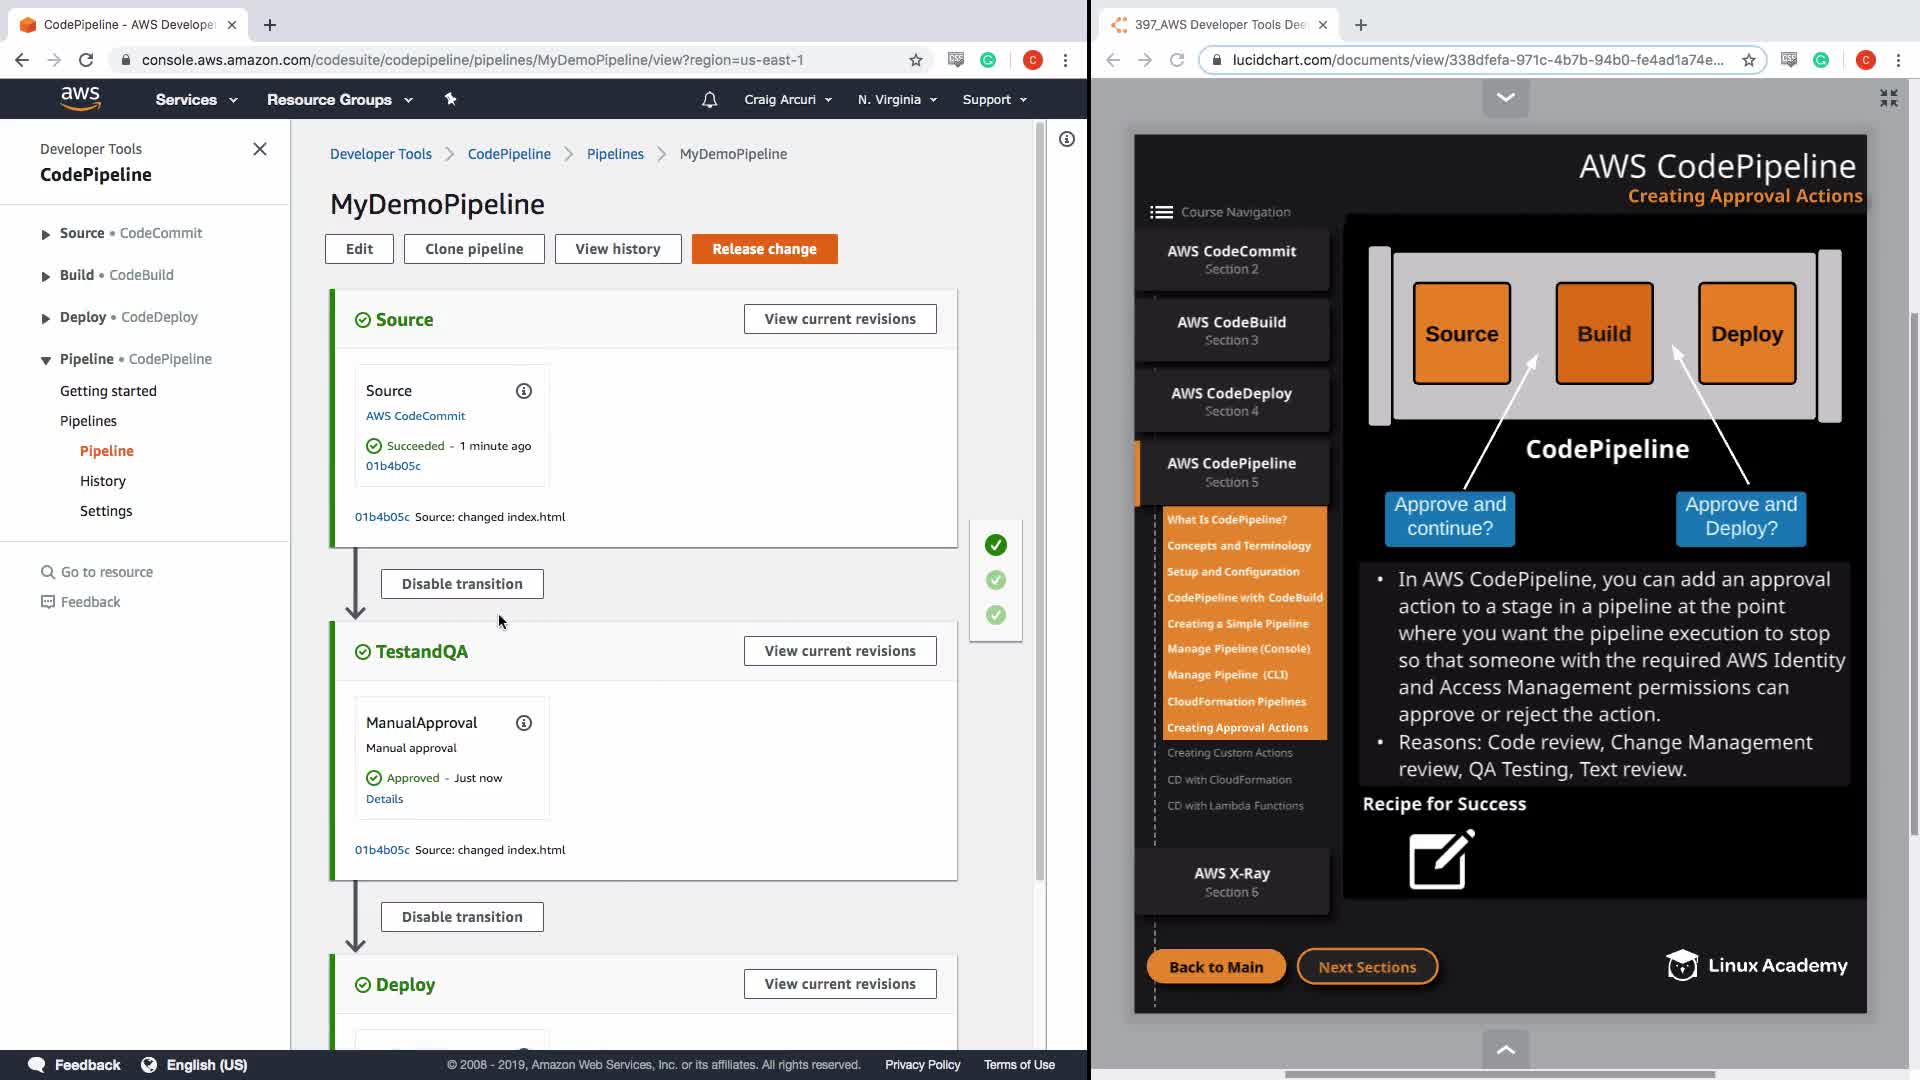 CodePipeline - AWS Develope
console.aws.amazon.com/codesuite/codepipeline/pipelines/MyDemoPipeline/view?region=us-east-1
aws
Services
Resource Groups
Craig Arcuri
N. Virginia
Support
Developer Tools
CodePipeline
Source • CodeCommit
Build • CodeBuild
Deploy • CodeDeploy
Pipeline • CodePipeline
Getting started
Pipelines
Pipeline
History
Settings
Go to resource
Feedback
Developer Tools
CodePipeline
Pipelines
MyDemoPipeline
MyDemoPipeline
Edit
Clone pipeline
View history
Release change
Source
View current revisions
Source
AWS CodeCommit
Succeeded - 1 minute ago
01b4b05c
01b4b05c Source: changed index.html
Disable transition
TestandQA
View current revisions
ManualApproval
Manual approval
Approved - Just now
Details
01b4b05c Source: changed index.html
Disable transition
Deploy
View current revisions
Feedback
English (US)
© 2008 - 2019, Amazon Web Services, Inc. or its affiliates. All rights reserved.
Privacy Policy
Terms of Use
397_AWS Developer Tools Dee
lucidchart.com/documents/view/338dfefa-971c-4b7b-94b0-fe4ad1a74e...
C
C
AWS CodePipeline
Creating Approval Actions
Course Navigation
AWS CodeCommit
Section 2
AWS CodeBuild
Section 3
AWS CodeDeploy
Section 4
AWS CodePipeline
Section 5
What Is CodePipeline?
Concepts and Terminology
Setup and Configuration
CodePipeline with CodeBuild
Creating a Simple Pipeline
Manage Pipeline (Console)
Manage Pipeline (CLI)
CloudFormation Pipelines
Creating Approval Actions
Creating Custom Actions
CD with CloudFormation
CD with Lambda Functions
AWS X-Ray
Section 6
Source
Build
Deploy
CodePipeline
Approve and
continue?
Approve and
Deploy?
• In AWS CodePipeline, you can add an approval
action to a stage in a pipeline at the point
where you want the pipeline execution to stop
so that someone with the required AWS Identity
and Access Management permissions can
approve or reject the action.
• Reasons: Code review, Change Management
review, QA Testing, Text review.
Recipe for Success
Back to Main
Next Sections
Linux Academy